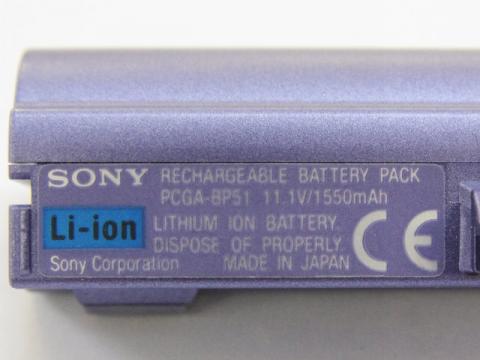 SONY RECHARGEABLE BATTERY PACK
PCGA-BP51 11.1V/1550mAh
Li-ion LITHIUM ION BATTERY.
DISPOSE OF PROPERLY.
Sony Corporation MADE IN JAPAN CE